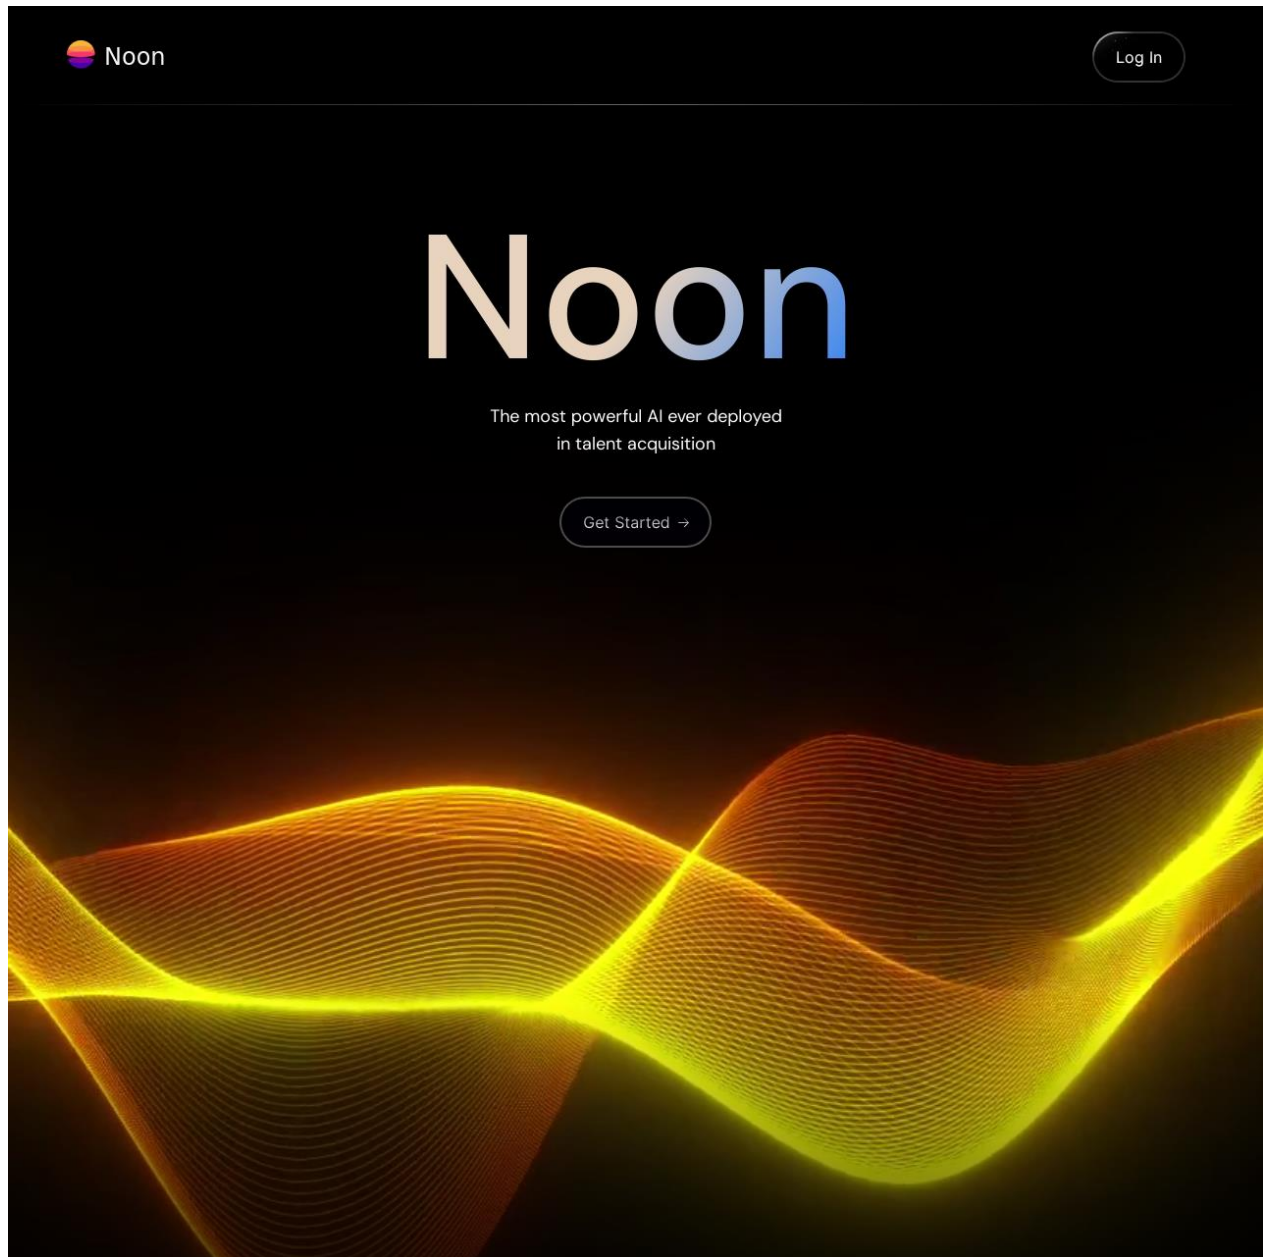 Noon
Log In
Noon
The most powerful AI ever deployed
in talent acquisition
Get Started →